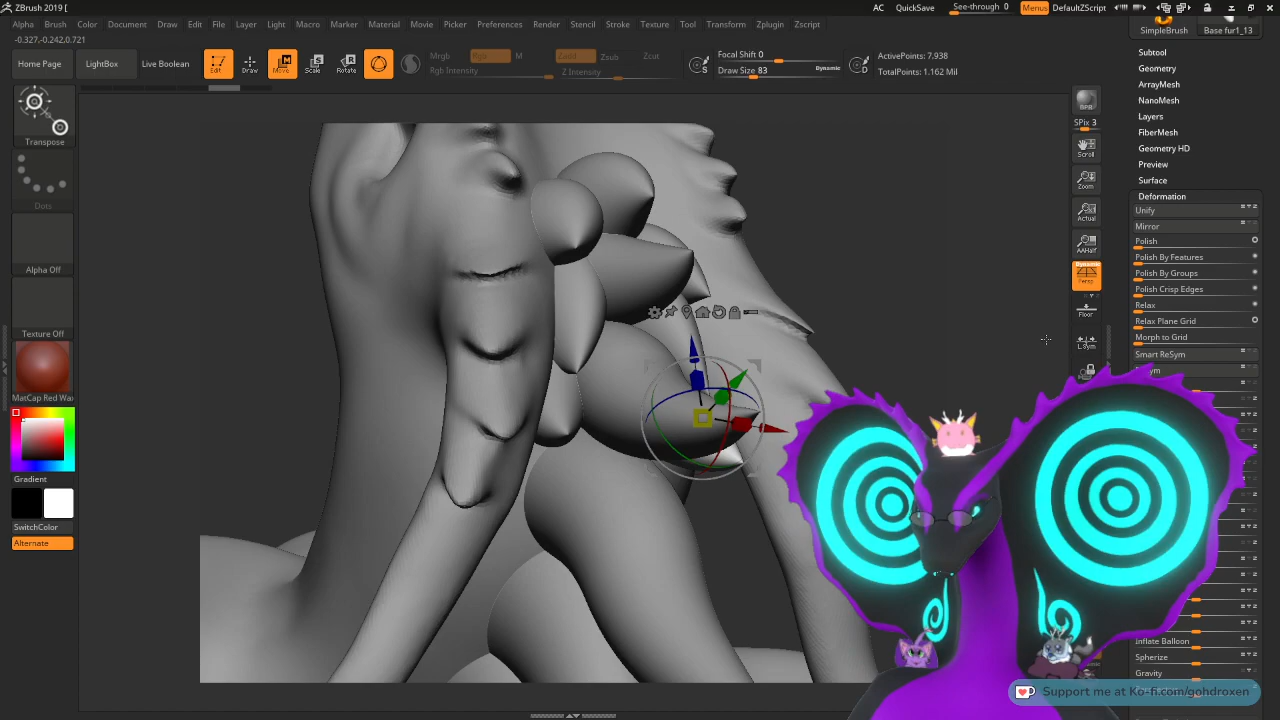 ZBrush 2019 [
AC QuickSave See-through 0 Menus DefaultZScript
Alpha Brush Color Document Draw Edit File Layer Light Macro Marker Material Movie Picker Preferences Render Stencil Stroke Texture Tool Transform Zplugin Zscript
-0.327,-0.242,0.721
Home Page LightBox Live Boolean Edit Draw Move Scale Rotate
Mrgb Rgb M Zadd Zsub Zcut
Rgb Intensity Z Intensity
Focal Shift 0
Draw Size 83 Dynamic
ActivePoints: 7.938
TotalPoints: 1.162 Mil
SimpleBrush Base fur1_13
Transpose
Dots
Alpha Off
Texture Off
MatCap Red Wax
Gradient
SwitchColor
Alternate
BPR
SPix 3
Scroll
Zoom
Actual
AAHalf
Dynamic
Persp
Floor
L.Sym
Subtool
Geometry
ArrayMesh
NanoMesh
Layers
FiberMesh
Geometry HD
Preview
Surface
Deformation
Unify
Mirror
Polish
Polish By Features
Polish By Groups
Polish Crisp Edges
Relax
Relax Plane Grid
Morph to Grid
Smart ReSym
Inflate Balloon
Spherize
Gravity
Support me at Ko-fi.com/gohdroxen